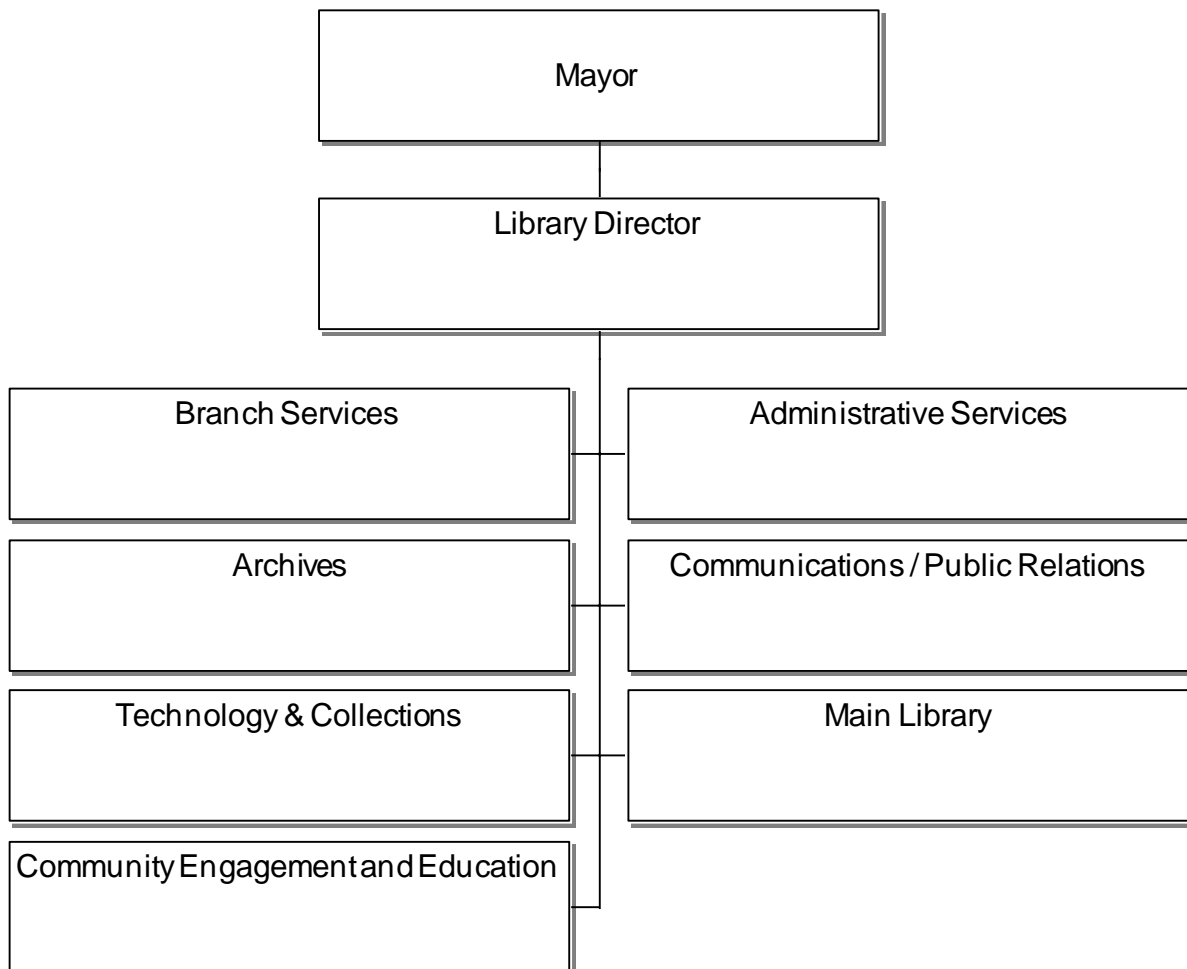 Mayor
Library Director
Branch Services
Administrative Services
Archives
Communications / Public Relations
Technology & Collections
Main Library
Community Engagement and Education